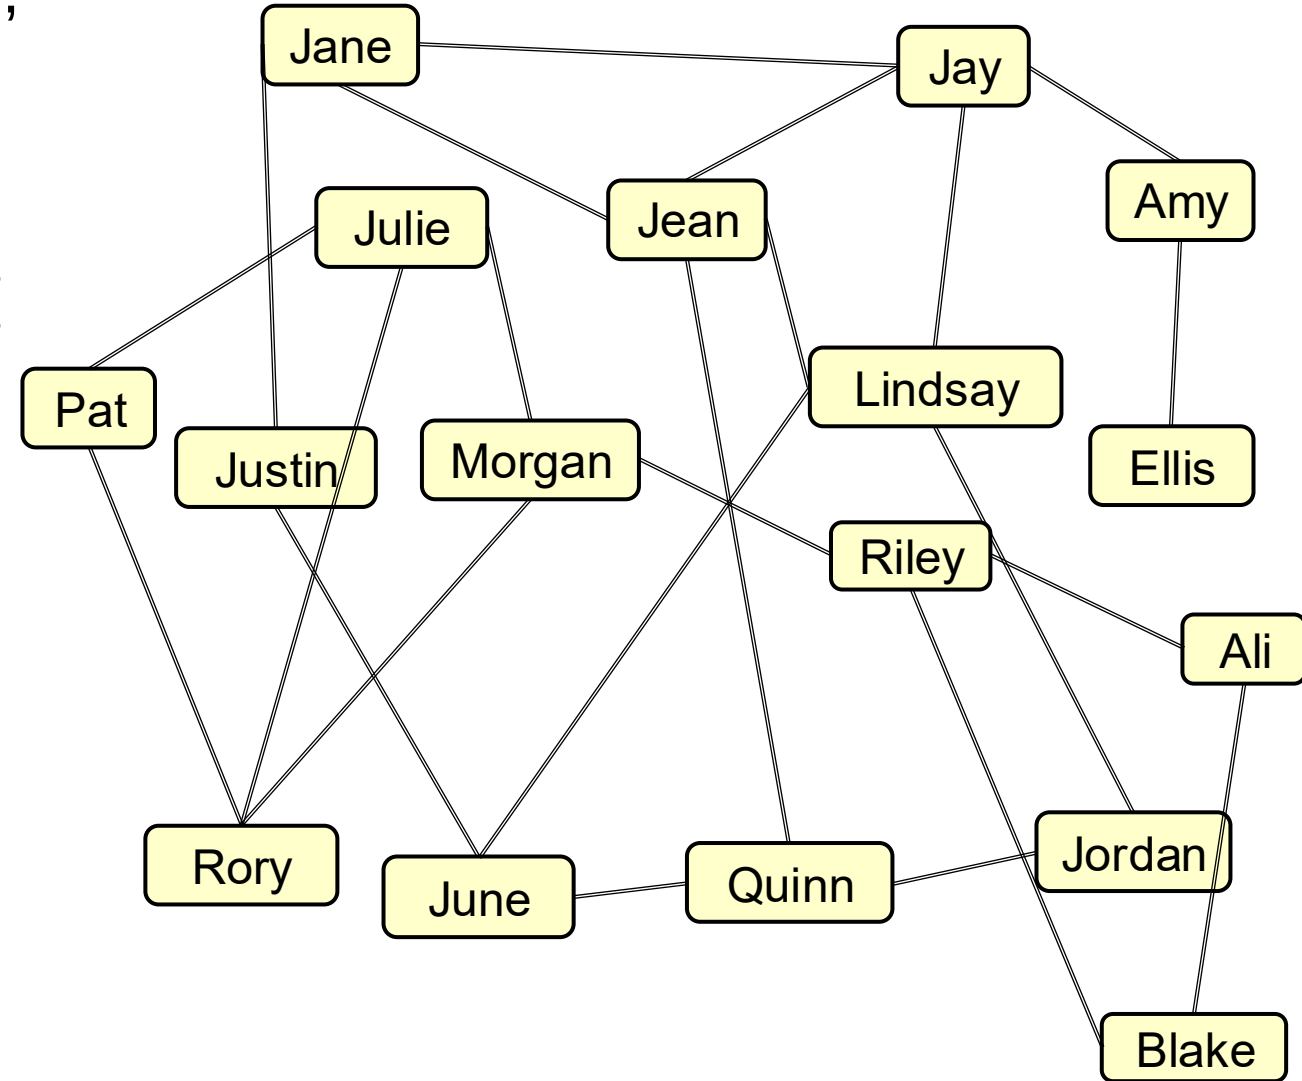 ,
Jane
Jay
Amy
Julie
Jean
Pat
Lindsay
Justin
Morgan
Ellis
Riley
Ali
Rory
June
Quinn
Jordan
Blake